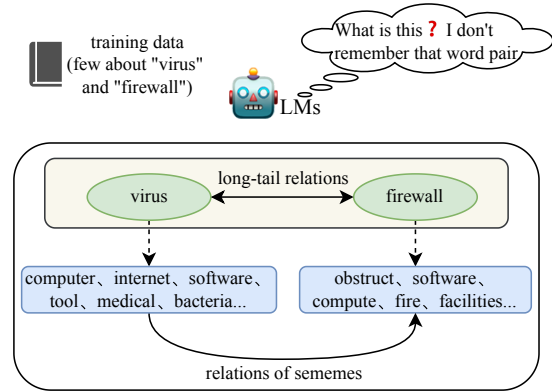 training data
(few about "virus"
and "firewall")
What is this❓ I don't
remember that word pair
LMs
long-tail relations
virus
firewall
computer、internet、software、
tool、medical、bacteria...
obstruct、software、
compute、fire、facilities...
relations of sememes